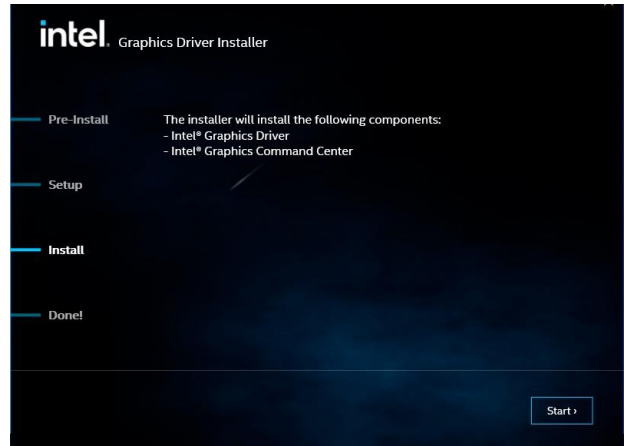 intel. Graphics Driver Installer
Pre-Install
The installer will install the following components:
- Intel® Graphics Driver
- Intel® Graphics Command Center
Setup
Install
Done!
Start ›